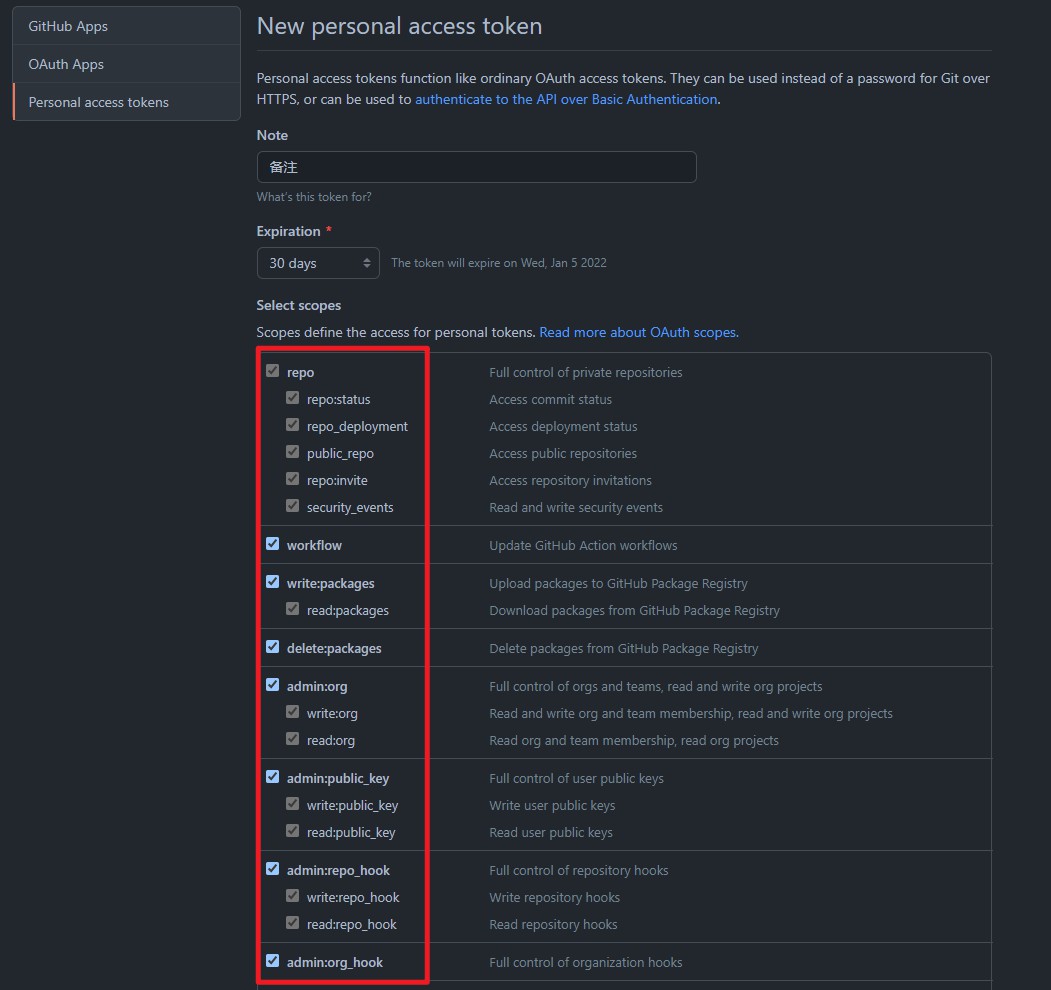 GitHub Apps
OAuth Apps
Personal access tokens
New personal access token
Personal access tokens function like ordinary OAuth access tokens. They can be used instead of a password for Git over
HTTPS, or can be used to authenticate to the API over Basic Authentication.
Note
备注
What's this token for?
Expiration *
30 days The token will expire on Wed, Jan 5 2022
Select scopes
Scopes define the access for personal tokens. Read more about OAuth scopes.
repo Full control of private repositories
repo:status Access commit status
repo_deployment Access deployment status
public_repo Access public repositories
repo:invite Access repository invitations
security_events Read and write security events
workflow Update GitHub Action workflows
write:packages Upload packages to GitHub Package Registry
read:packages Download packages from GitHub Package Registry
delete:packages Delete packages from GitHub Package Registry
admin:org Full control of orgs and teams, read and write org projects
write:org Read and write org and team membership, read and write org projects
read:org Read org and team membership, read org projects
admin:public_key Full control of user public keys
write:public_key Write user public keys
read:public_key Read user public keys
admin:repo_hook Full control of repository hooks
write:repo_hook Write repository hooks
read:repo_hook Read repository hooks
admin:org_hook Full control of organization hooks